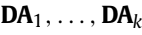 DA₁, . . . , DAₖ